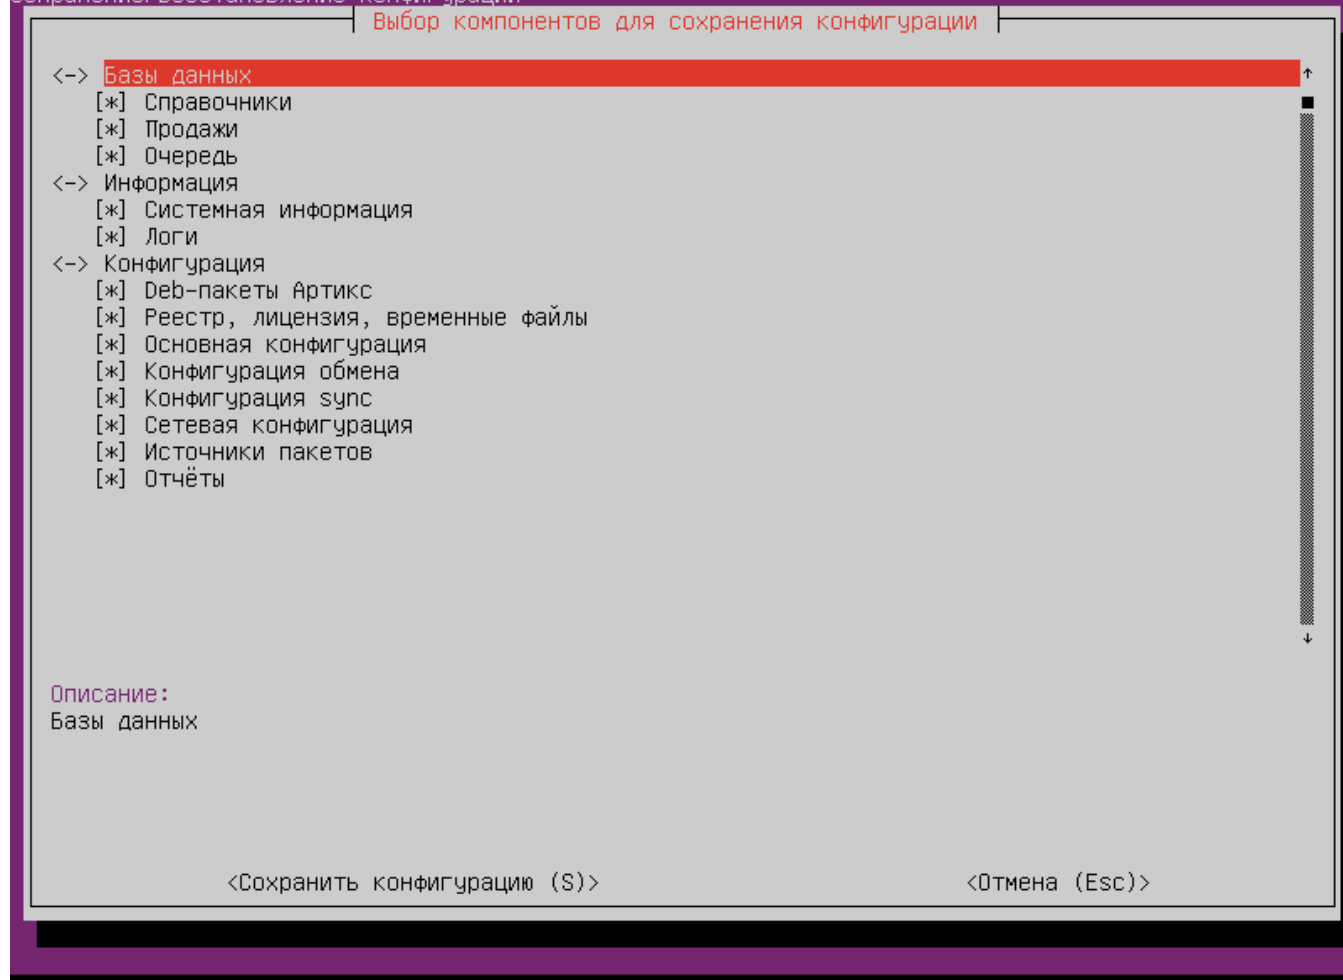 Выбор компонентов для сохранения конфигурации
<-> Базы данных
[*] Справочники
[*] Продажи
[*] Очередь
<-> Информация
[*] Системная информация
[*] Логи
<-> Конфигурация
[*] Deb-пакеты Артикс
[*] Реестр, лицензия, временные файлы
[*] Основная конфигурация
[*] Конфигурация обмена
[*] Конфигурация sync
[*] Сетевая конфигурация
[*] Источники пакетов
[*] Отчёты
Описание:
Базы данных
<Сохранить конфигурацию (S)> <Отмена (Esc)>